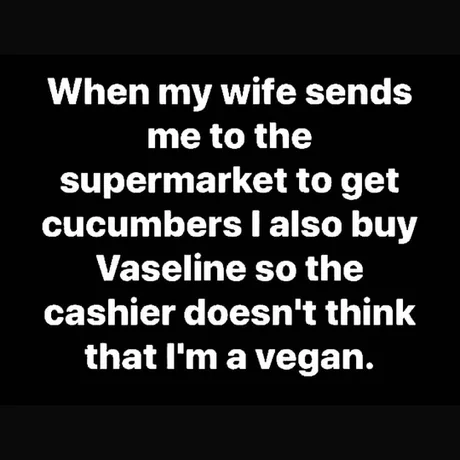 When my wife sends
me to the
supermarket to get
cucumbers I also buy
Vaseline so the
cashier doesn't think
that I'm a vegan.